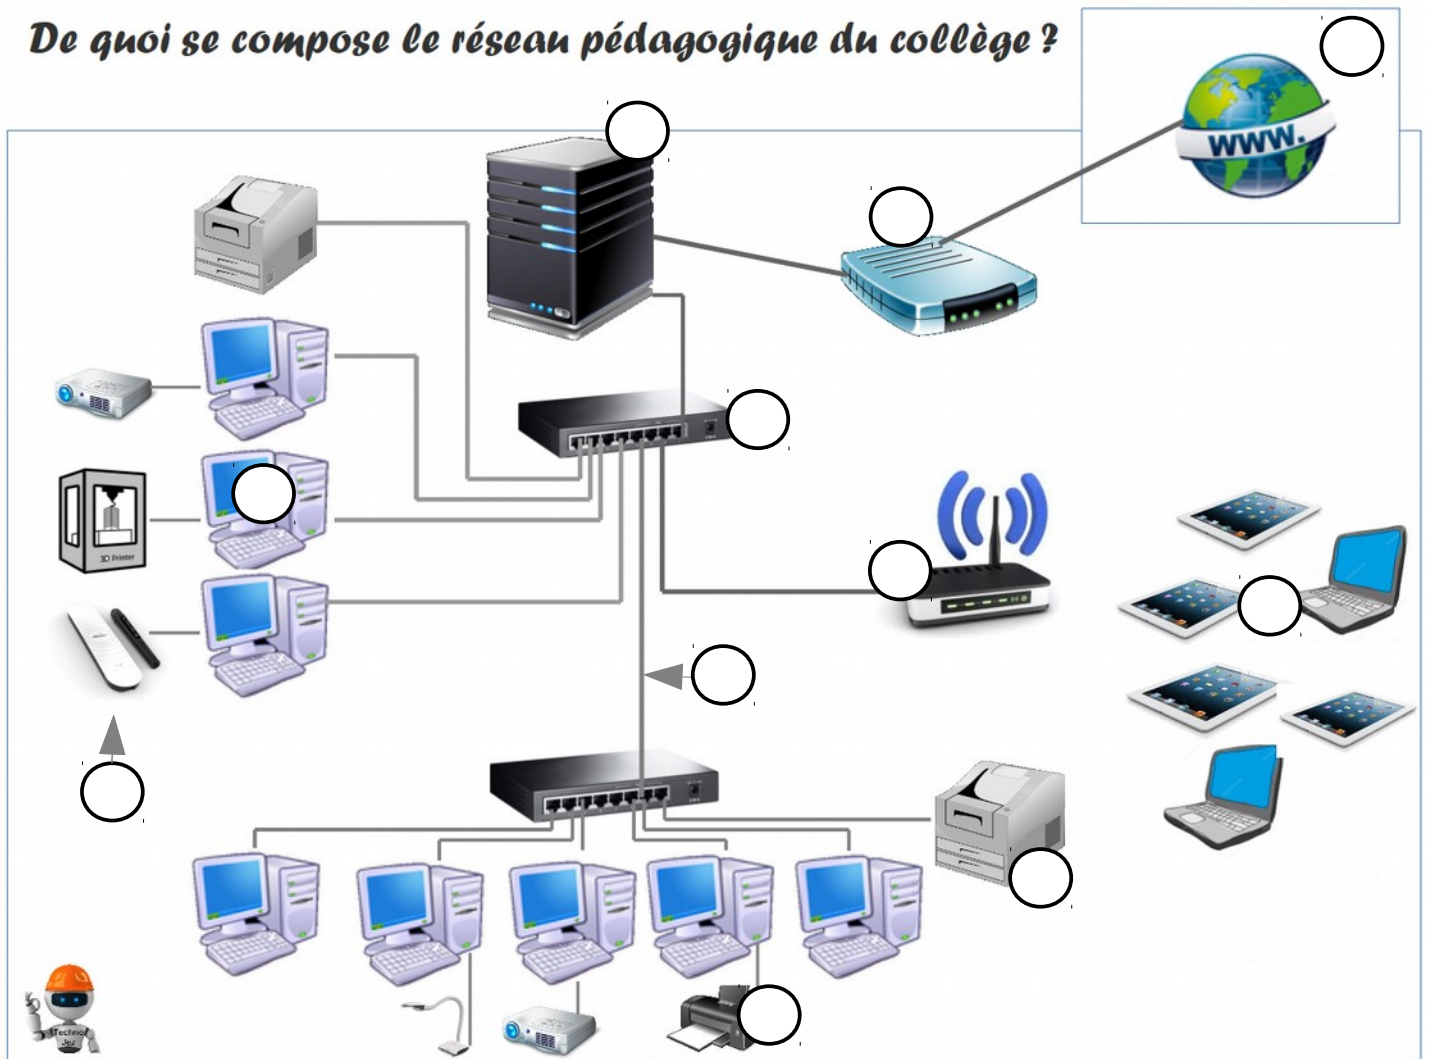 De quoi se compose le réseau pédagogique du collège ?
WWW.
3D Printer
Techno
Jez